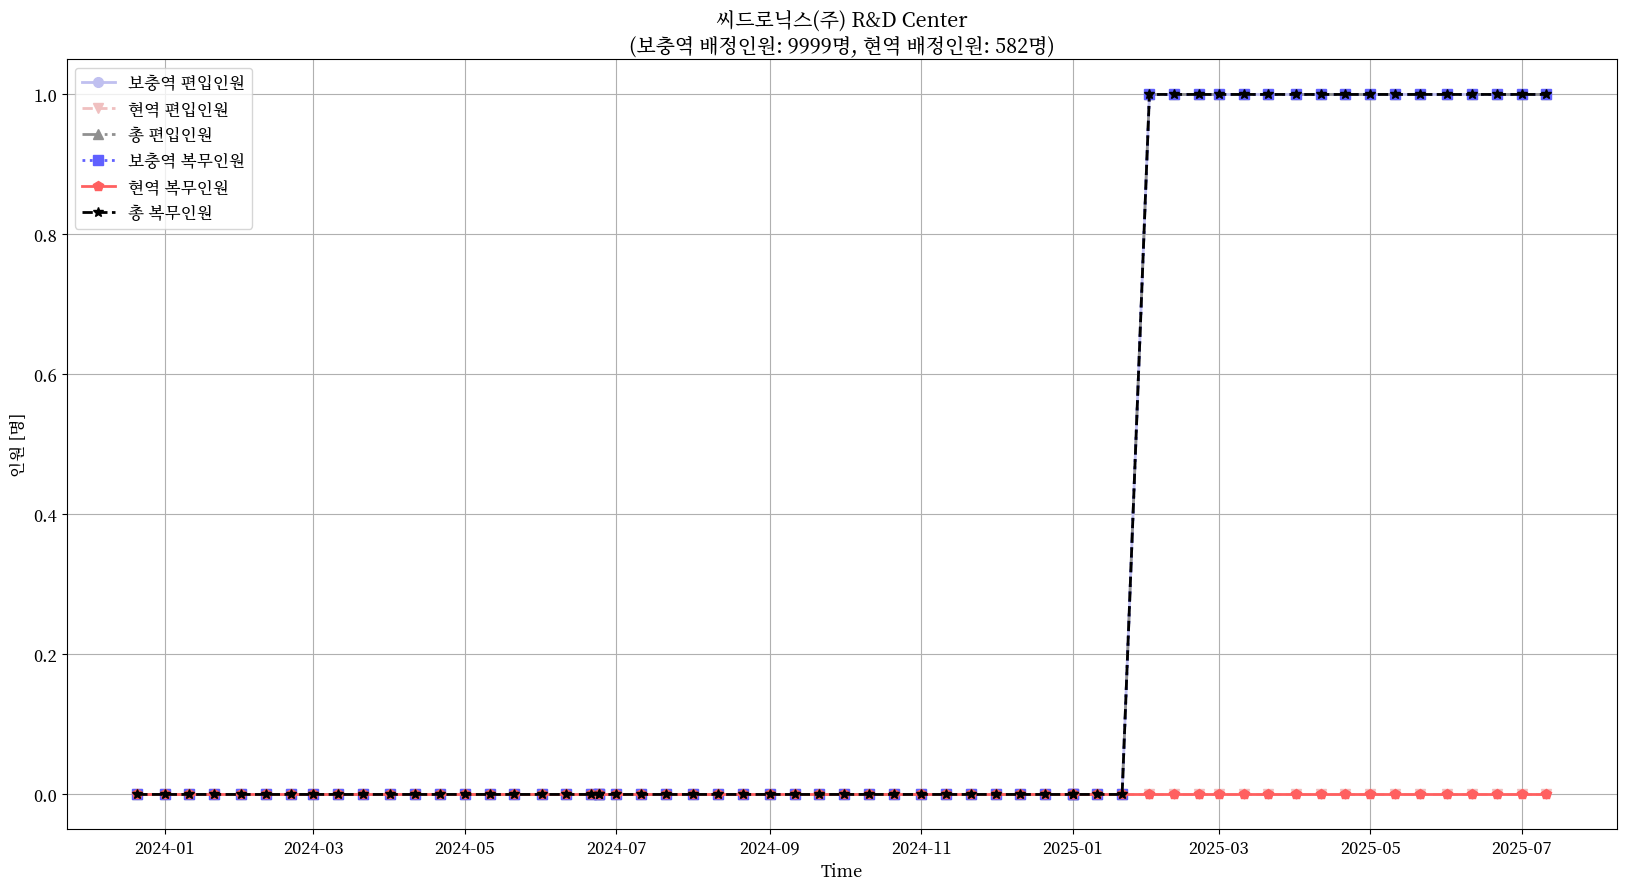 씨드로닉스(주) R&D Center
(보충역 배정인원: 9999명, 현역 배정인원: 582명)
보충역 편입인원
현역 편입인원
총 편입인원
보충역 복무인원
현역 복무인원
총 복무인원
1.0
0.8
0.6
0.4
0.2
0.0
인원 [명]
2024-01 2024-03 2024-05 2024-07 2024-09 2024-11 2025-01 2025-03 2025-05 2025-07
Time